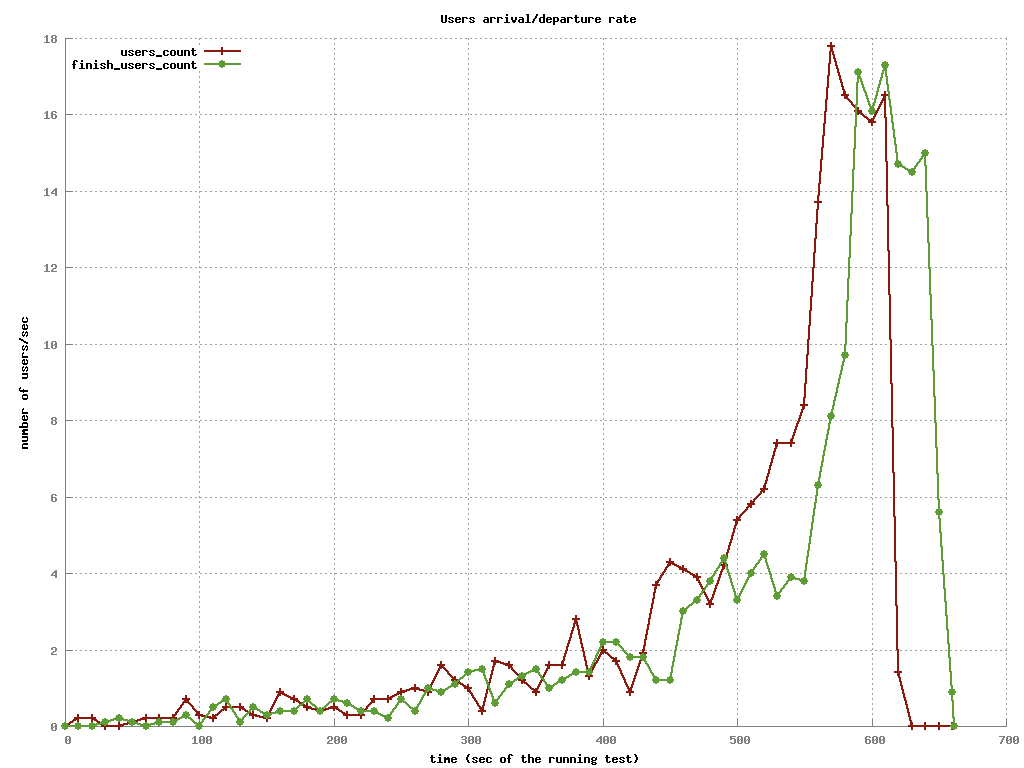 Users arrival/departure rate
users_count
finish_users_count
18
16
14
12
10
8
6
4
2
0
number of users/sec
0 100 200 300 400 500 600 700
time (sec of the running test)